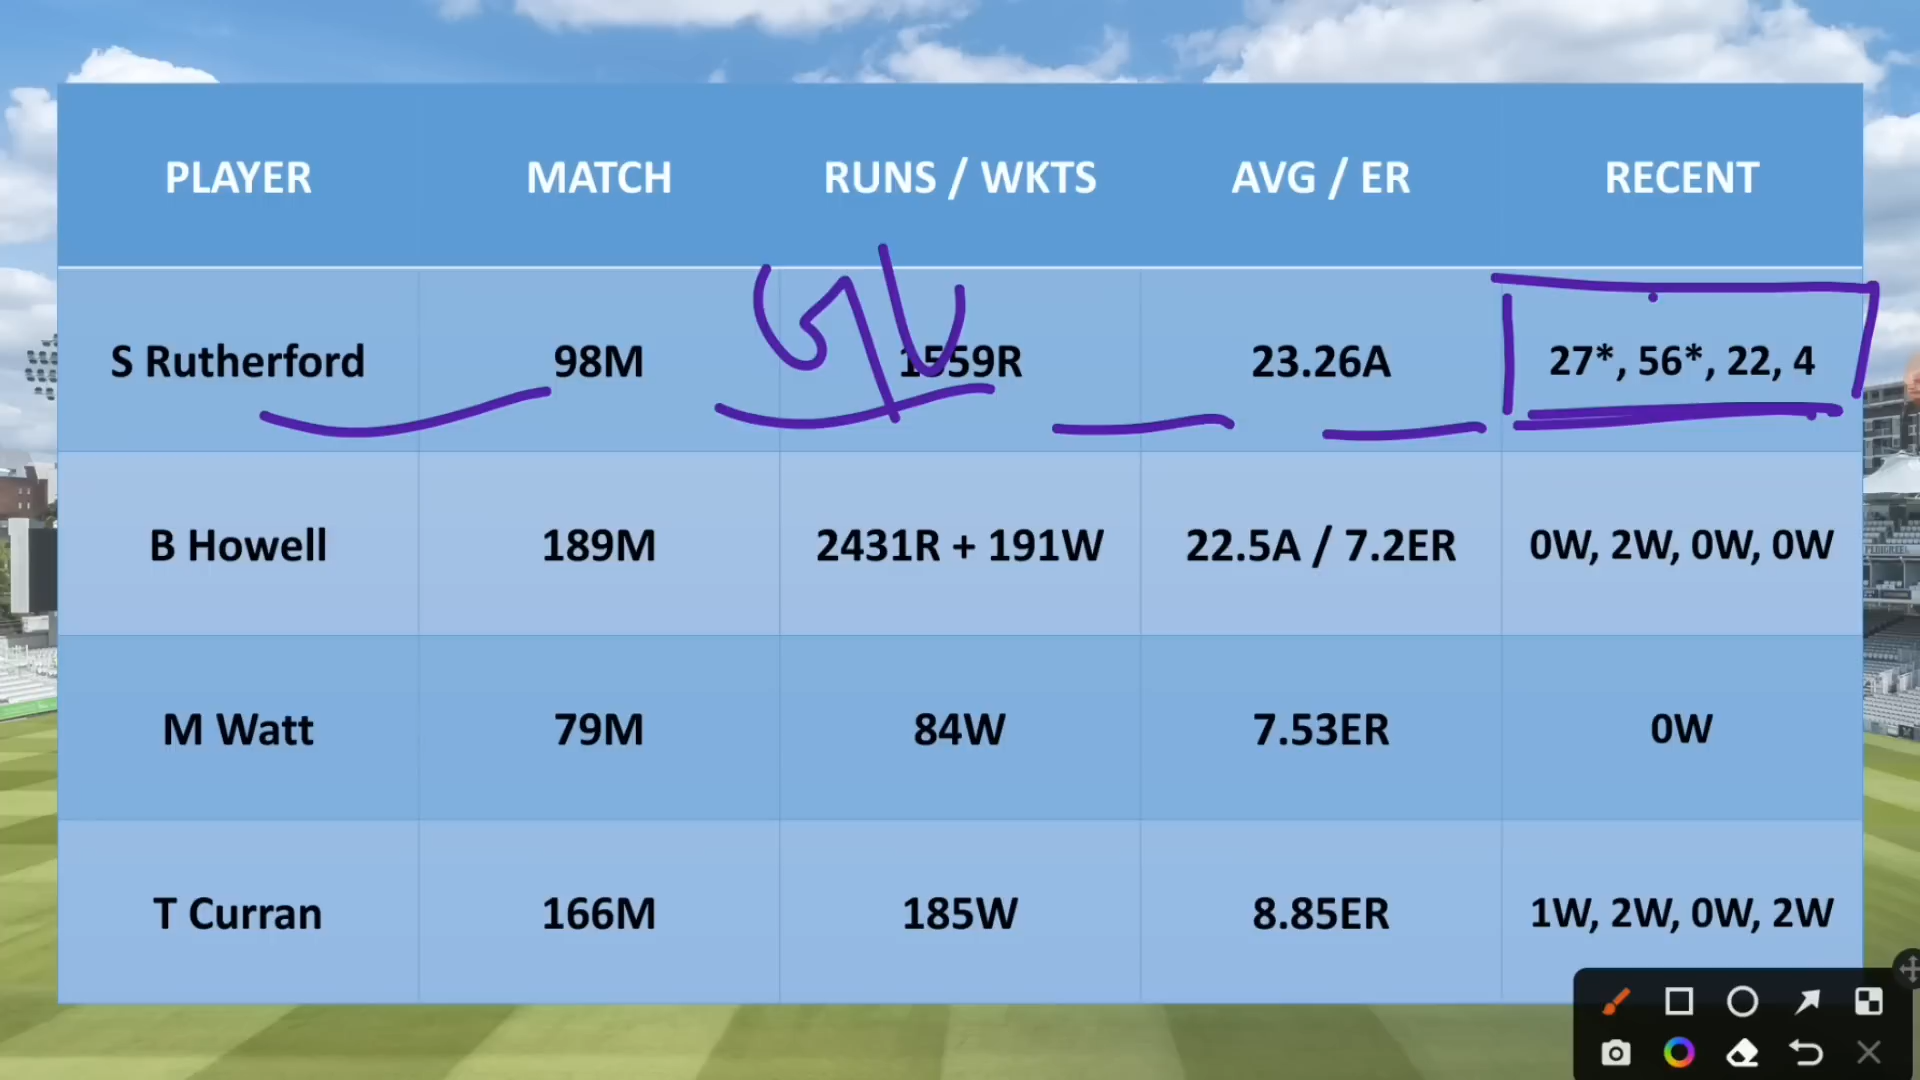 PLAYER MATCH RUNS / WKTS AVG / ER RECENT
S Rutherford 98M 1559R 23.26A 27*, 56*, 22, 4
B Howell 189M 2431R + 191W 22.5A / 7.2ER 0W, 2W, 0W, 0W
M Watt 79M 84W 7.53ER 0W
T Curran 166M 185W 8.85ER 1W, 2W, 0W, 2W